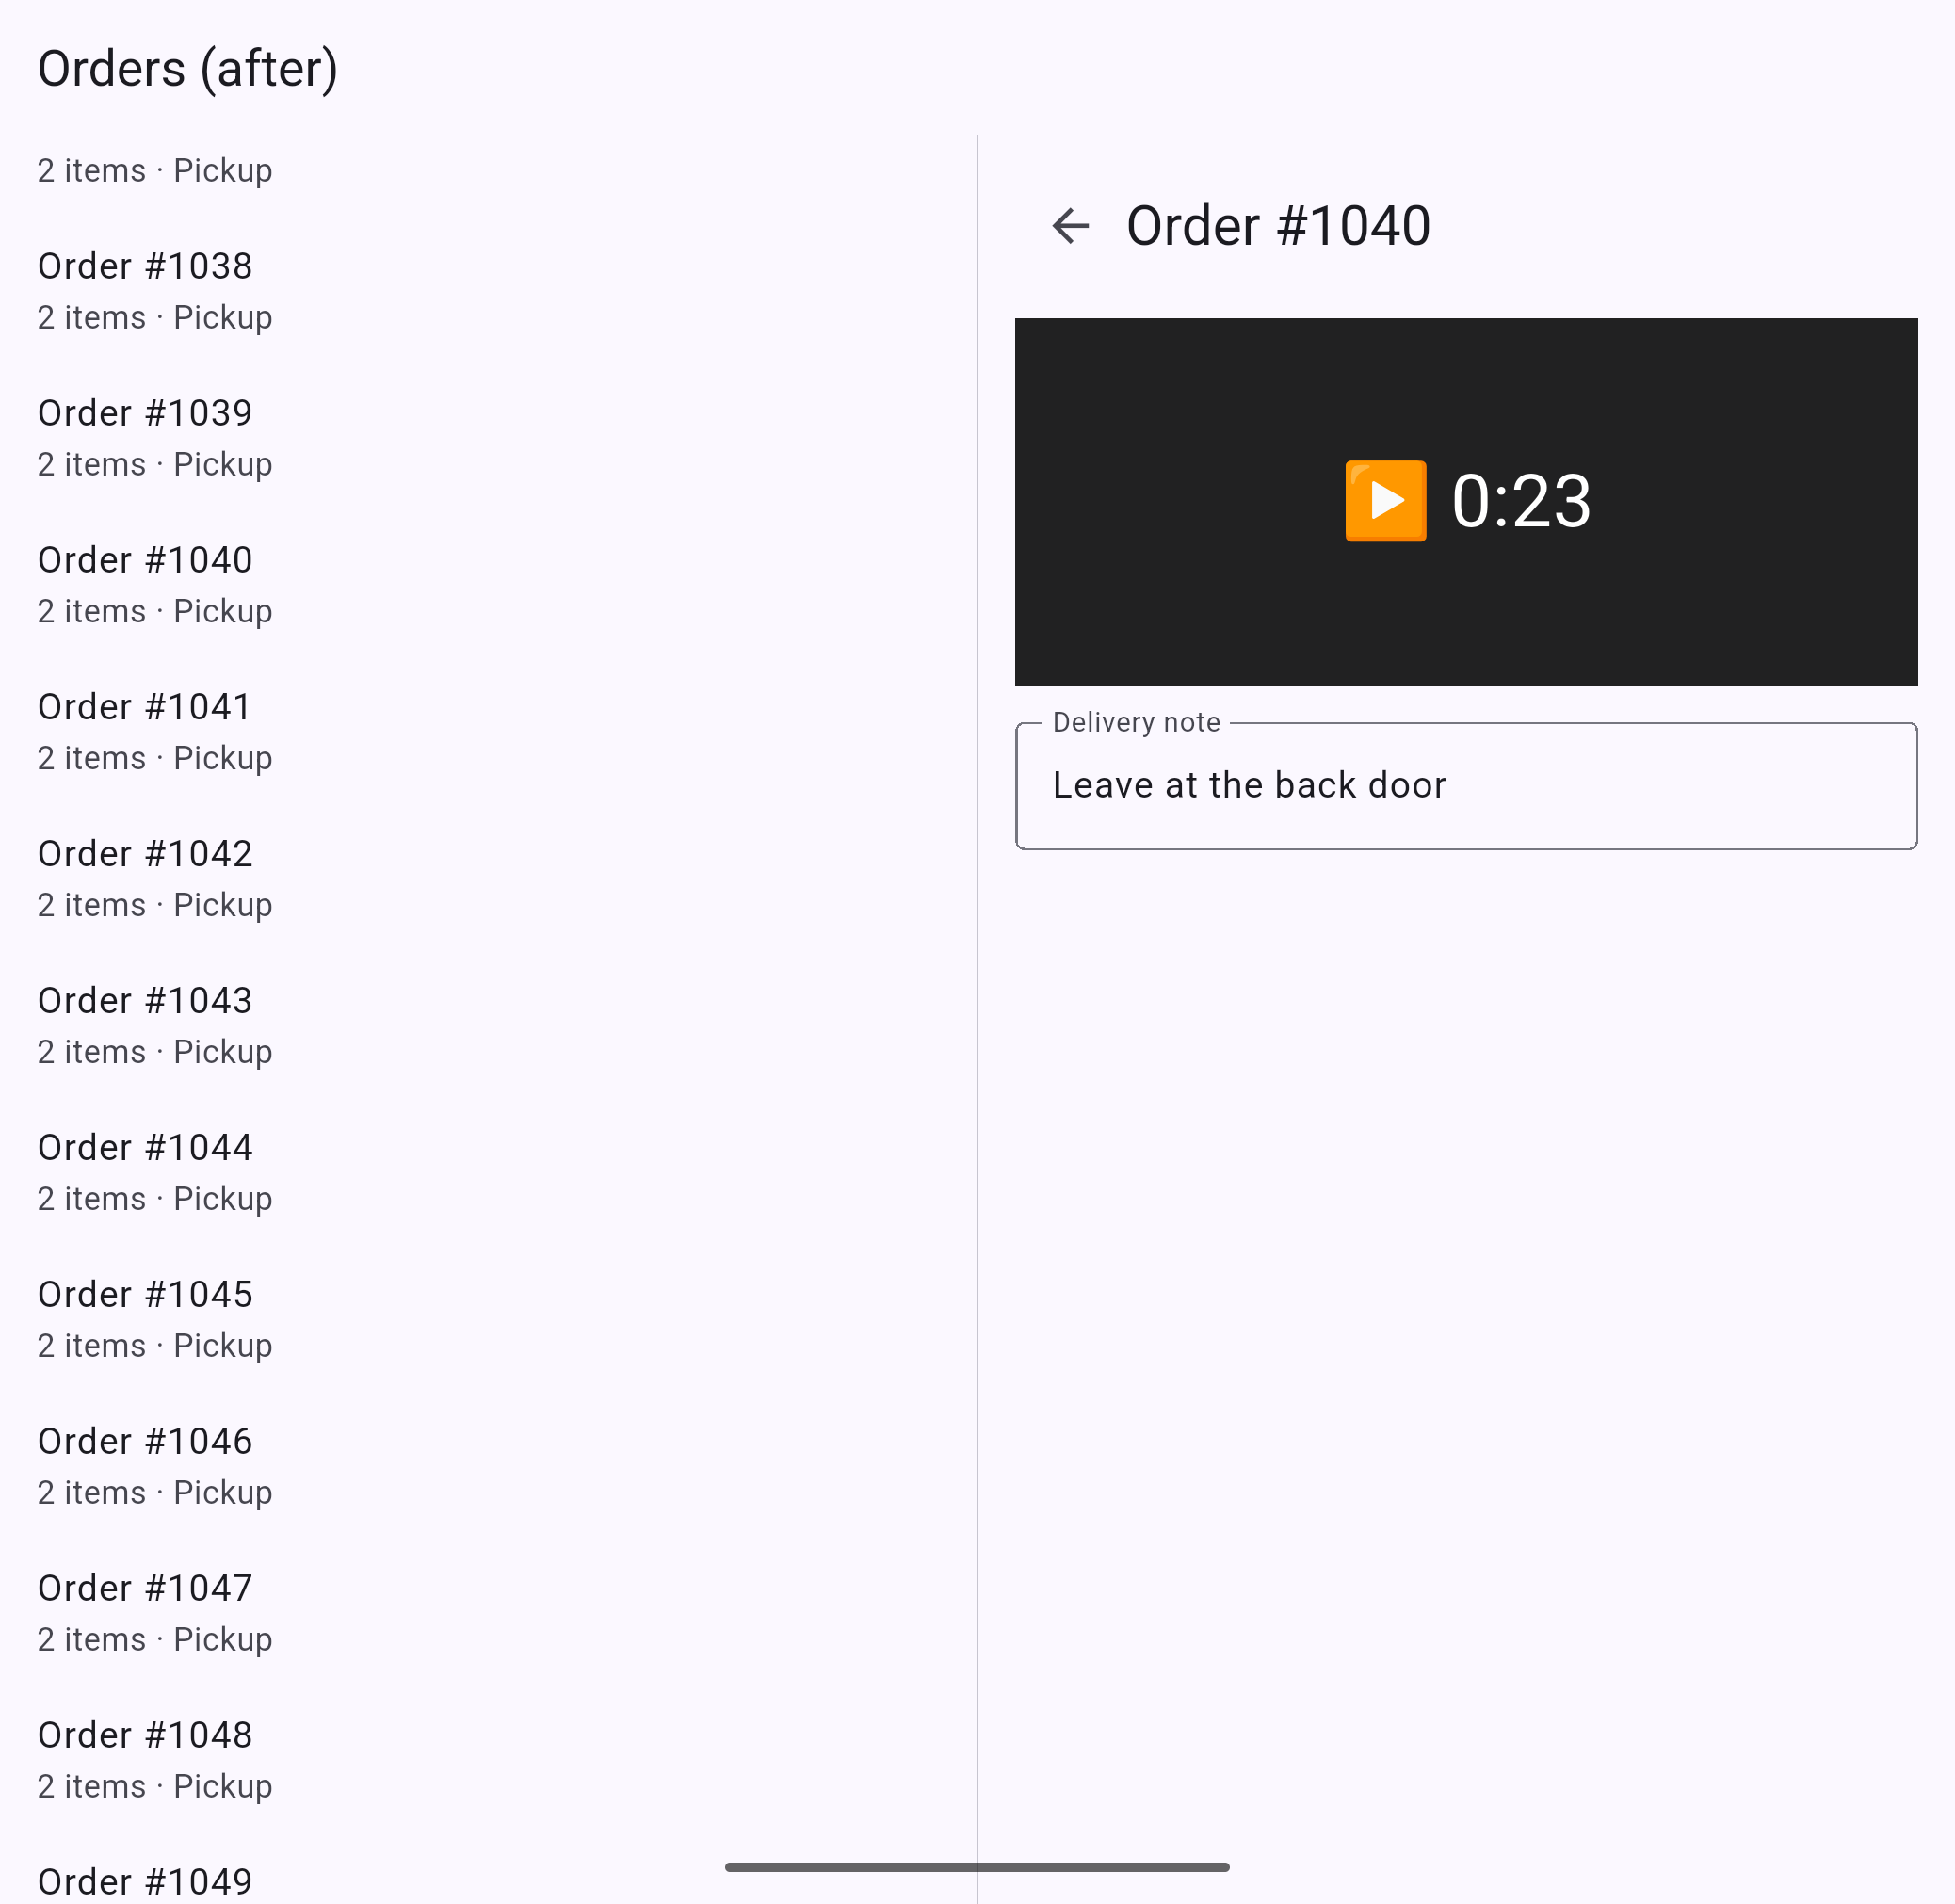 Orders (after)
2 items · Pickup
Order #1038
2 items · Pickup
Order #1039
2 items · Pickup
Order #1040
2 items · Pickup
Order #1041
2 items · Pickup
Order #1042
2 items · Pickup
Order #1043
2 items · Pickup
Order #1044
2 items · Pickup
Order #1045
2 items · Pickup
Order #1046
2 items · Pickup
Order #1047
2 items · Pickup
Order #1048
2 items · Pickup
Order #1049
Order #1040
▶️ 0:23
Delivery note
Leave at the back door